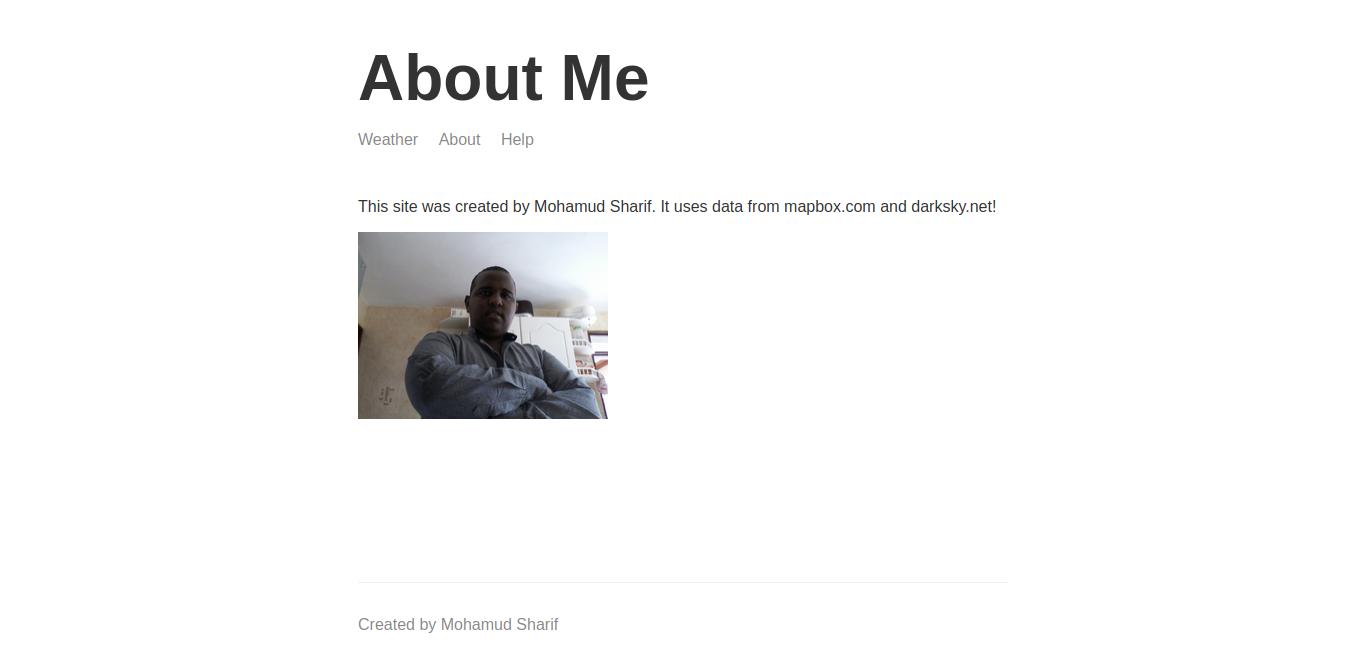 About Me
Weather About Help
This site was created by Mohamud Sharif. It uses data from mapbox.com and darksky.net!
Created by Mohamud Sharif